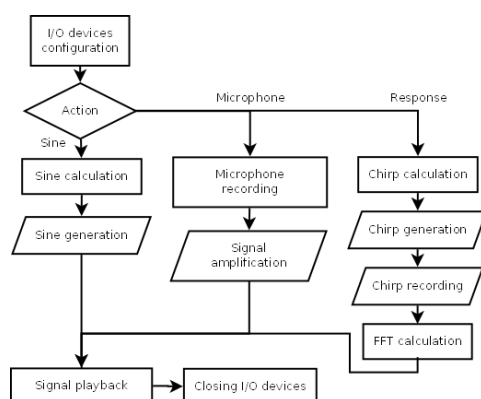 I/O devices
configuration
Action
Microphone
Response
Sine
Sine calculation
Microphone
recording
Chirp calculation
Sine generation
Signal
amplification
Chirp generation
Chirp recording
FFT calculation
Signal playback
Closing I/O devices